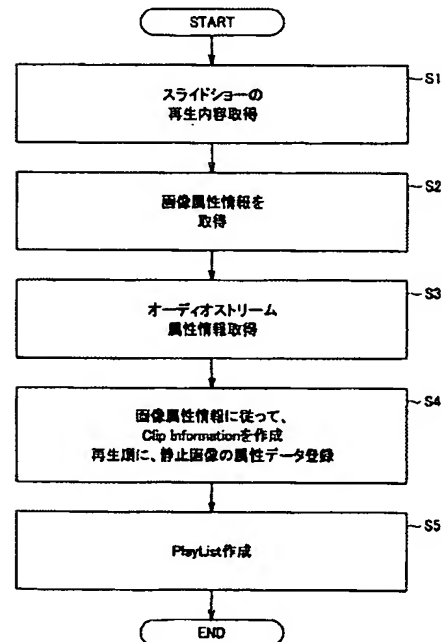 START
S1
スライドショーの
再生内容取得
S2
画像属性情報を
取得
S3
オーディオストリーム
属性情報取得
S4
画像属性情報に従って、
Clip Informationを作成
再生順に、静止画像の属性データ登録
S5
PlayList作成
END